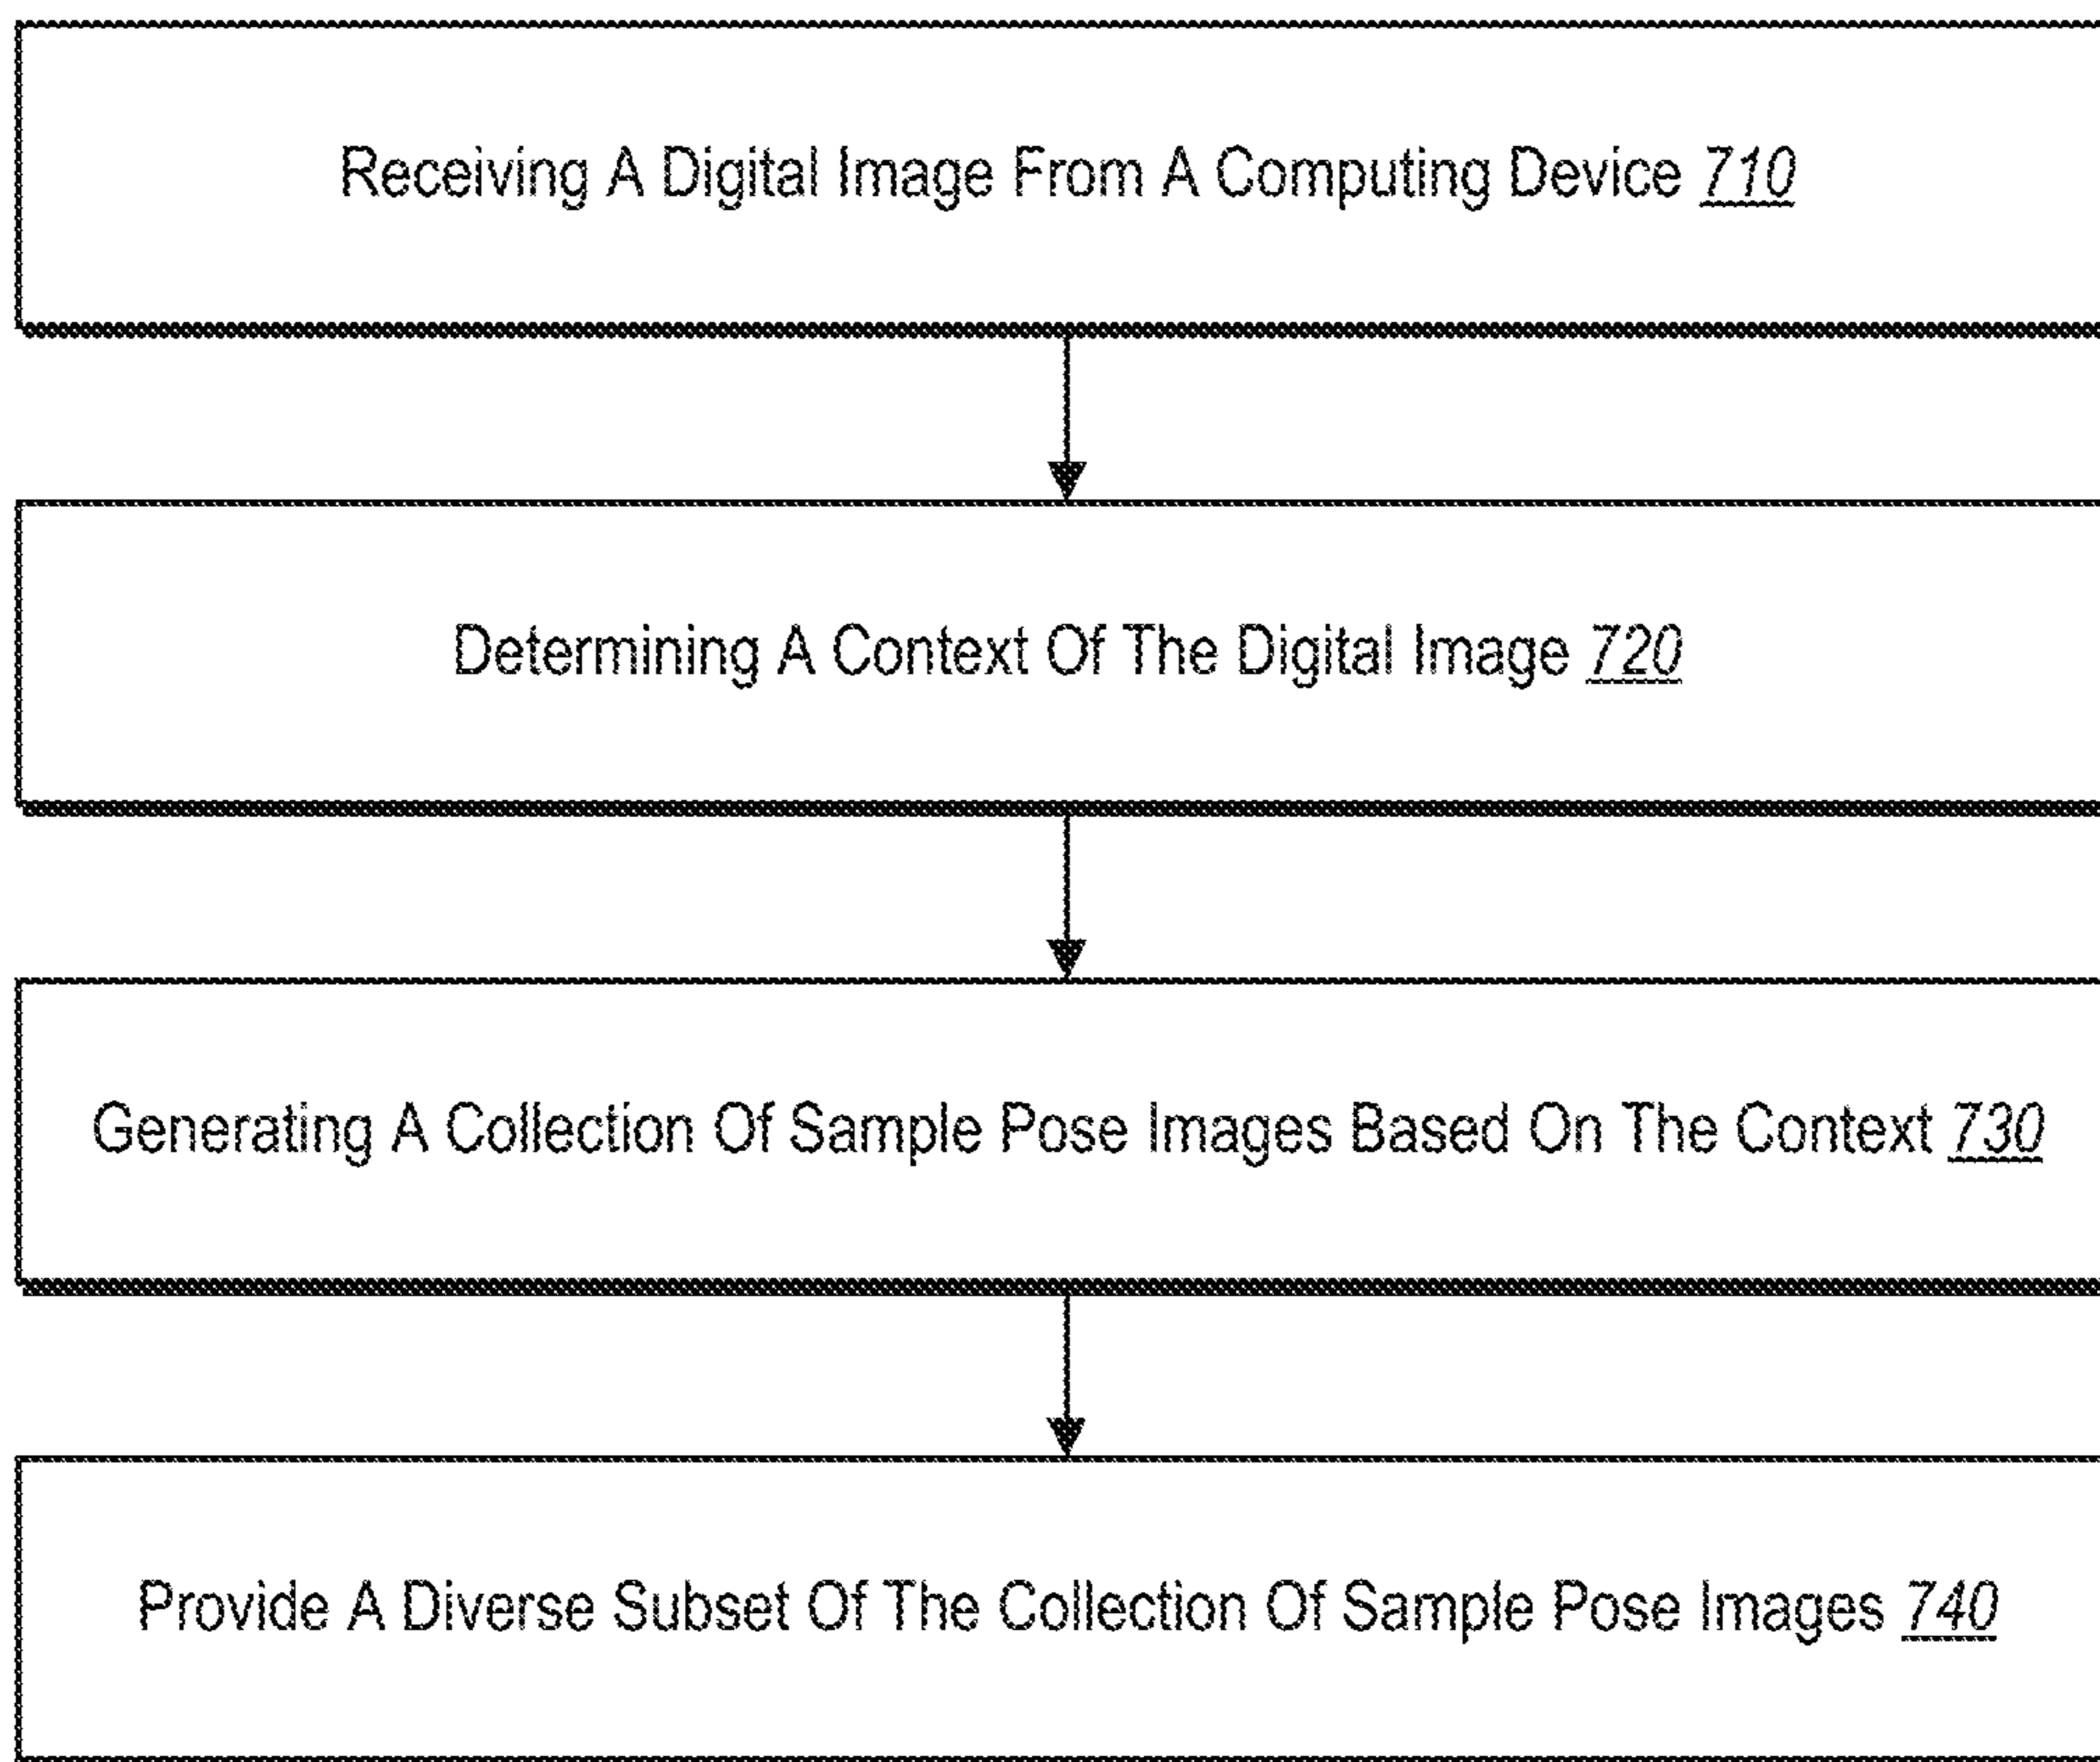 Receiving A Digital Image From A Computing Device 710
Determining A Context Of The Digital Image 720
Generating A Collection Of Sample Pose Images Based On The Context 730
Provide A Diverse Subset Of The Collection Of Sample Pose Images 740